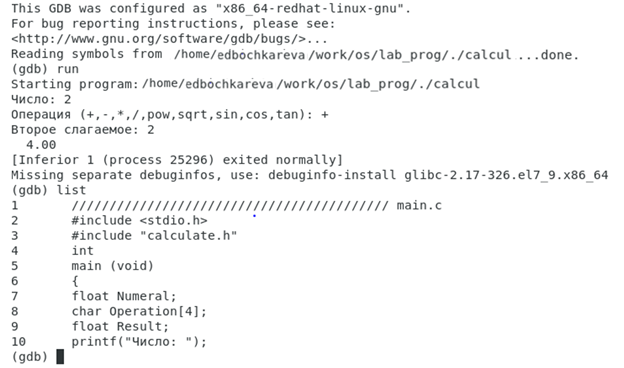 This GDB was configured as "x86_64-redhat-linux-gnu".
For bug reporting instructions, please see:
<http://www.gnu.org/software/gdb/bugs/>...
Reading symbols from /home/edbochkareva/work/os/lab_prog/./calcul...done.
(gdb) run
Starting program: /home/edbochkareva/work/os/lab_prog/./calcul
Число: 2
Операция (+,-,*,/,pow,sqrt,sin,cos,tan): +
Второе слагаемое: 2
  4.00
[Inferior 1 (process 25296) exited normally]
Missing separate debuginfos, use: debuginfo-install glibc-2.17-326.el7_9.x86_64
(gdb) list
1       ////////////////////////////////////////// main.c
2       #include <stdio.h>
3       #include "calculate.h"
4       int
5       main (void)
6       {
7       float Numeral;
8       char Operation[4];
9       float Result;
10      printf("Число: ");
(gdb)